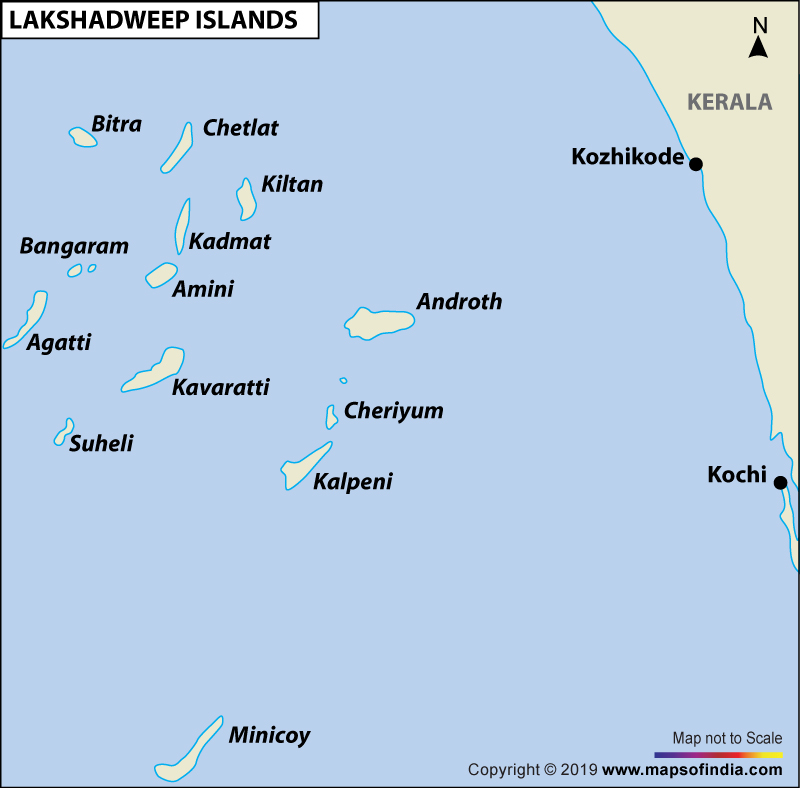 LAKSHADWEEP ISLANDS
N
KERALA
Bitra
Chetlat
Kozhikode
Kiltan
Kadmat
Bangaram
Amini
Androth
Agatti
Kavaratti
Cheriyum
Suheli
Kalpeni
Kochi
Minicoy
Map not to Scale
Copyright © 2019 www.mapsofindia.com